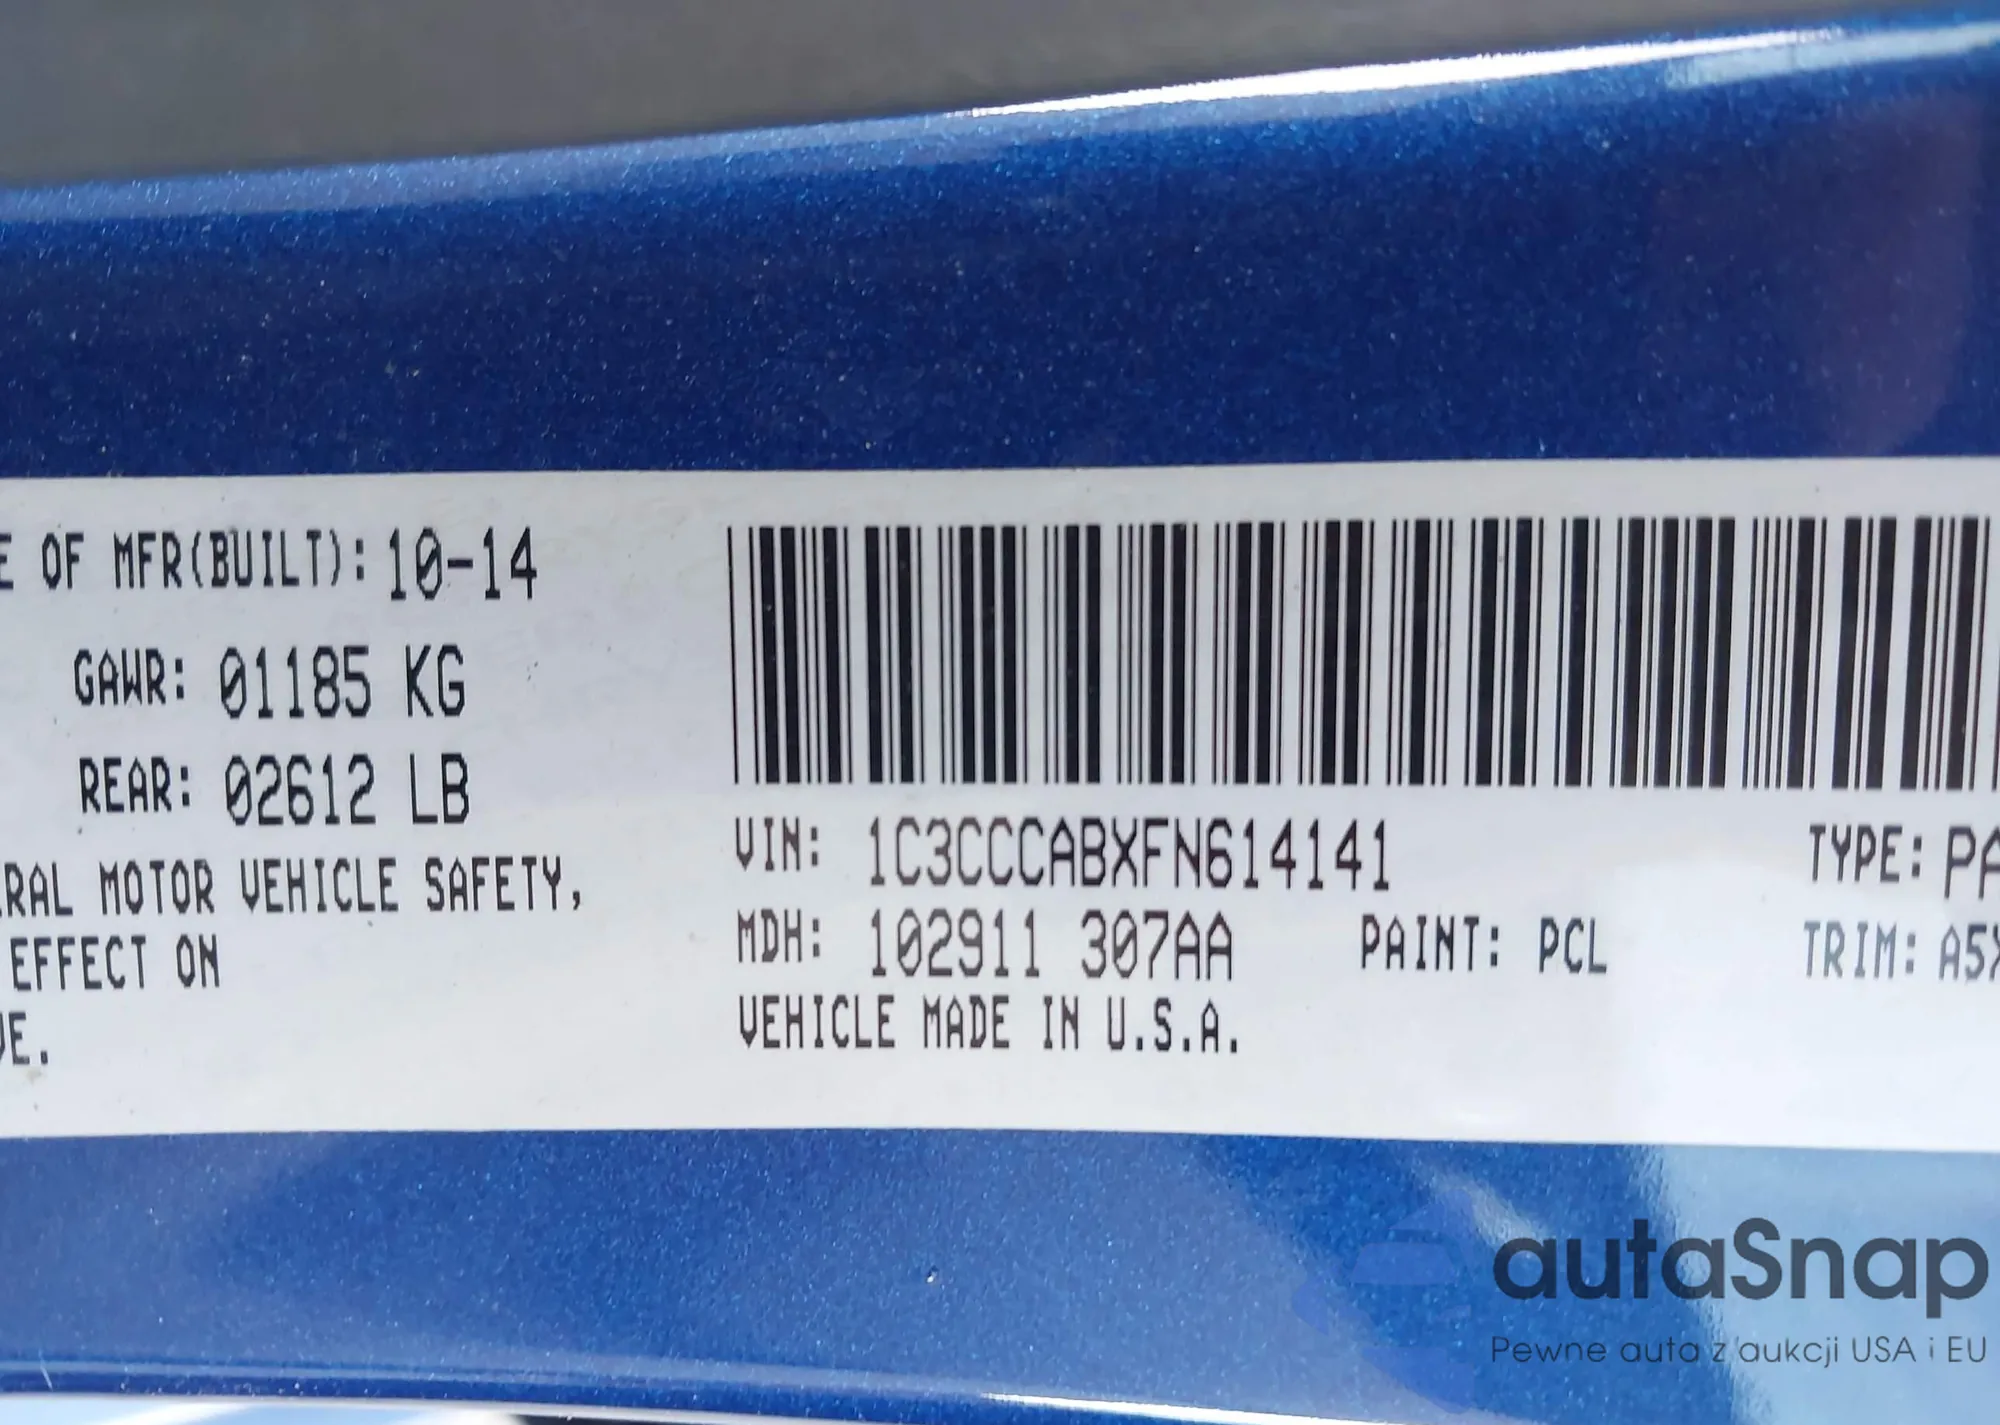 E OF MFR(BUILT): 10-14
GAWR: 01185 KG
REAR: 02612 LB
RAL MOTOR VEHICLE SAFETY,
EFFECT ON
VE.
VIN: 1C3CCCABXFN614141
TYPE: PA
MDH: 102911 307AA PAINT: PCL TRIM: A5X
VEHICLE MADE IN U.S.A.
autaSnap
Pewne auta z aukcji USA i EU